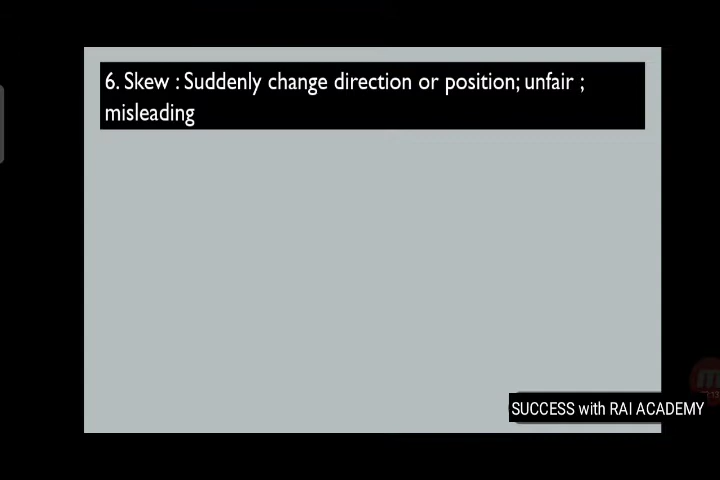 6. Skew : Suddenly change direction or position; unfair ;
misleading
SUCCESS with RAI ACADEMY